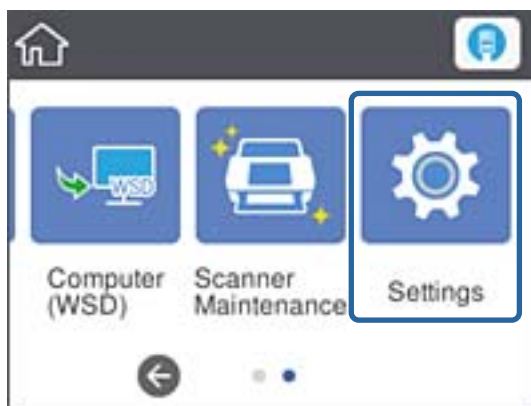 WSD
Computer
(WSD)
Scanner
Maintenance
Settings